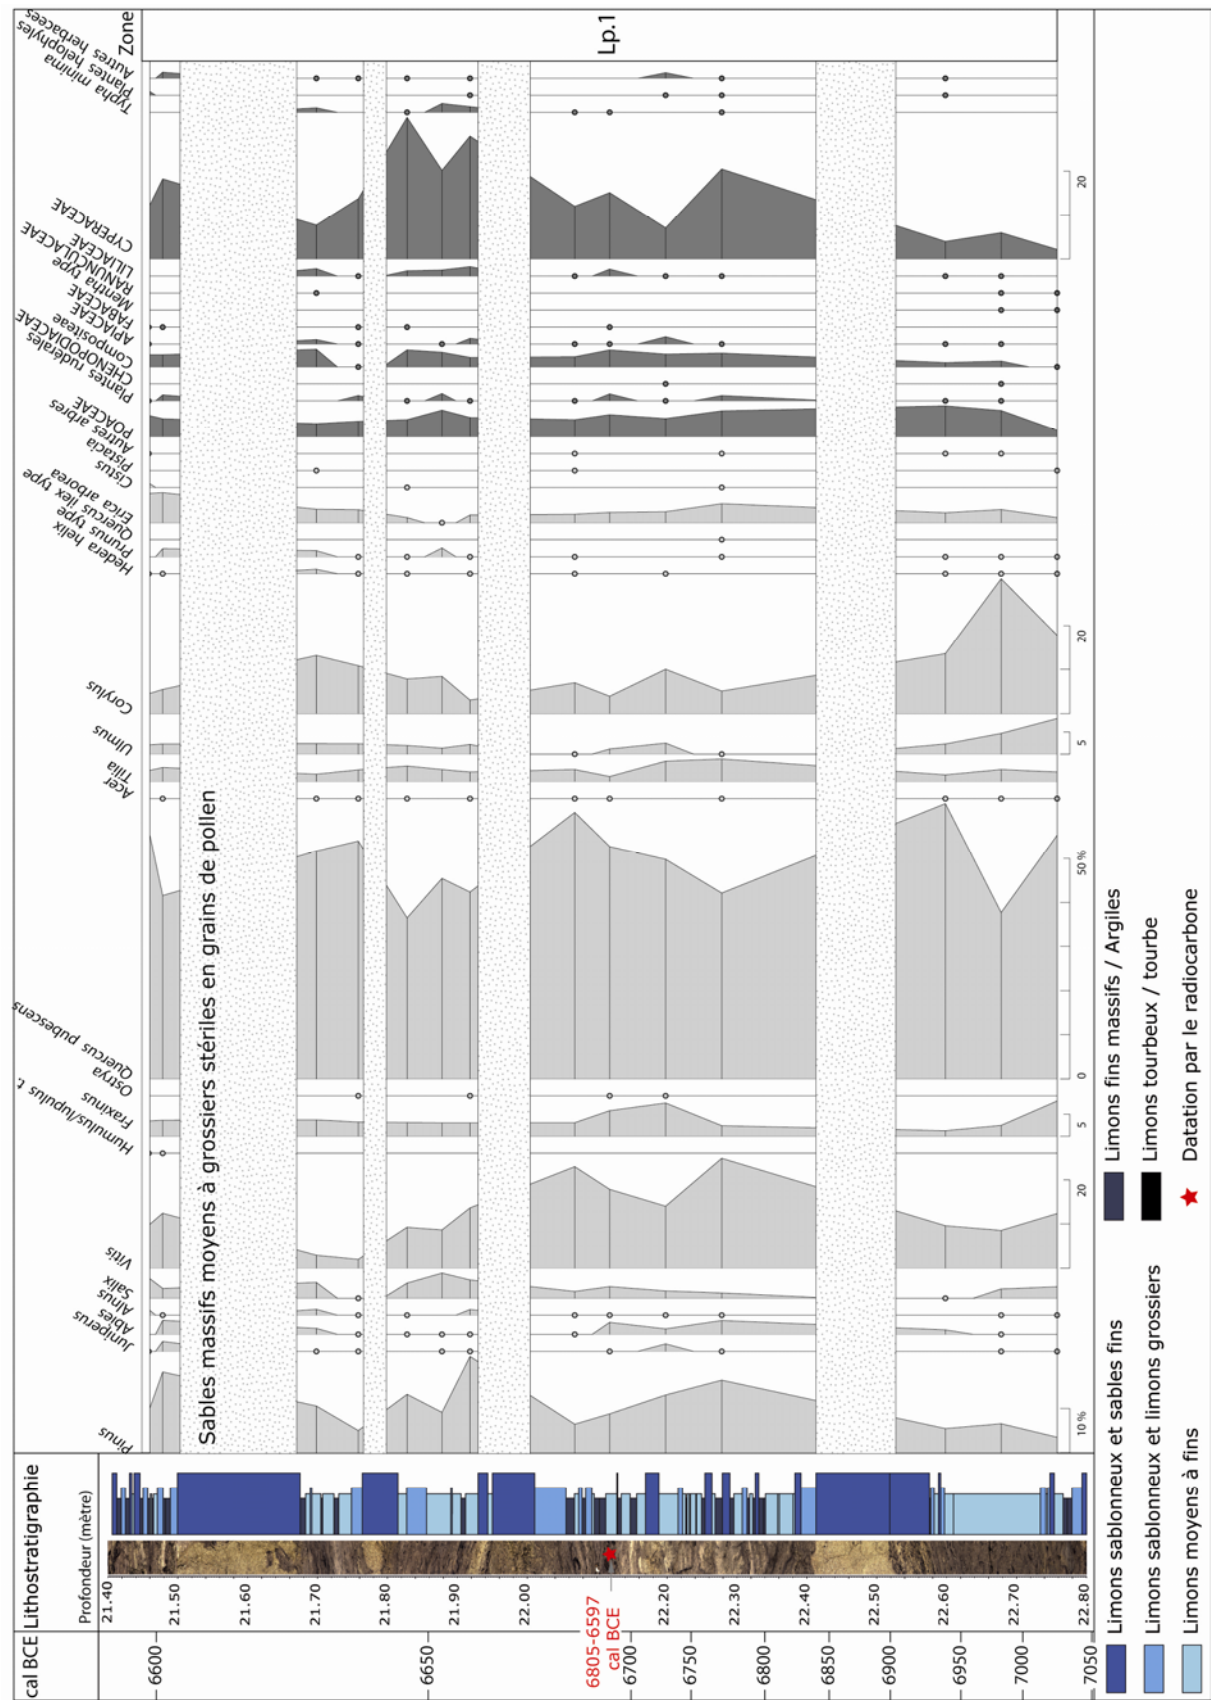 cal BCE
Lithostratigraphie
Profondeur (mètre)
Pinus
Juniperus
Abies
Alnus
Salix
Vitis
Humulus/lupulus t.
Fraxinus
Ostrya
Quercus pubescens
Acer
Tilia
Ulmus
Corylus
Hedera helix
Prunus type
Quercus ilex type
Erica arborea
Cistus
Pistacia
Autres arbres
POACEAE
Plantes rudérales
CHENOPODIACEAE
Compositeae
APIACEAE
FABACEAE
Mentha type
RANUNCULACEAE
LILIACEAE
CYPERACEAE
Typha minima
Plantes helophyles
Autres herbacées
Zone
6600
6650
6805-6597
cal BCE
6700
6750
6800
6850
6900
6950
7000
7050
21.40
21.50
21.60
21.70
21.80
21.90
22.00
22.20
22.30
22.40
22.50
22.60
22.70
22.80
Sables massifs moyens à grossiers stériles en grains de pollen
Lp.1
10 %
20
5
0
50 %
5
20
20
Limons sablonneux et sables fins
Limons sablonneux et limons grossiers
Limons moyens à fins
Limons fins massifs / Argiles
Limons tourbeux / tourbe
Datation par le radiocarbone